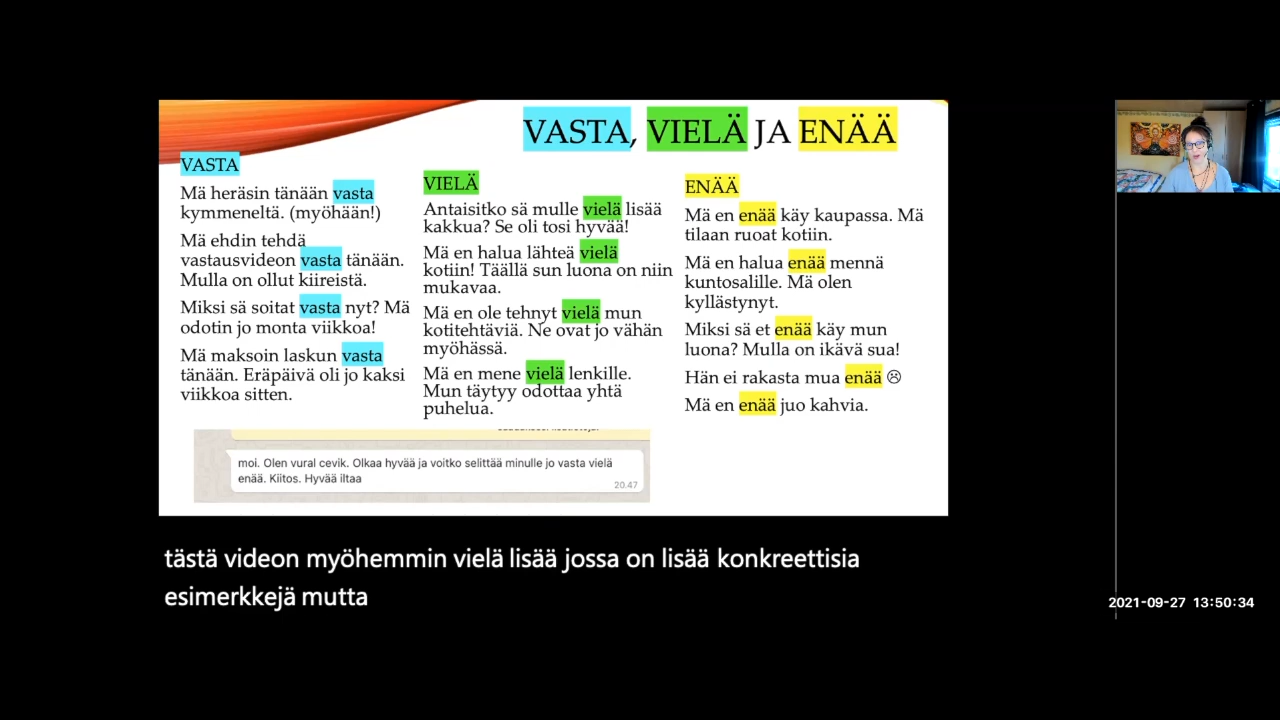 VASTA, VIELÄ JA ENÄÄ
VASTA
Mä heräsin tänään vasta
kymmeneltä. (myöhään!)
Mä ehdin tehdä
vastausvideon vasta tänään.
Mulla on ollut kiireistä.
Miksi sä soitat vasta nyt? Mä
odotin jo monta viikkoa!
Mä maksoin laskun vasta
tänään. Eräpäivä oli jo kaksi
viikkoa sitten.
VIELÄ
Antaisitko sä mulle vielä lisää
kakkua? Se oli tosi hyvää!
Mä en halua lähteä vielä
kotiin! Täällä sun luona on niin
mukavaa.
Mä en ole tehnyt vielä mun
kotitehtäviä. Ne ovat jo vähän
myöhässä.
Mä en mene vielä lenkille.
Mun täytyy odottaa yhtä
puhelua.
ENÄÄ
Mä en enää käy kaupassa. Mä
tilaan ruoat kotiin.
Mä en halua enää mennä
kuntosalille. Mä olen
kyllästynyt.
Miksi sä et enää käy mun
luona? Mulla on ikävä sua!
Hän ei rakasta mua enää ☹
Mä en enää juo kahvia.
moi. Olen vural cevik. Olkaa hyvää ja voitko selittää minulle jo vasta vielä
enää. Kiitos. Hyvää iltaa
20.47
tästä videon myöhemmin vielä lisää jossa on lisää konkreettisia
esimerkkejä mutta
2021-09-27 13:50:34